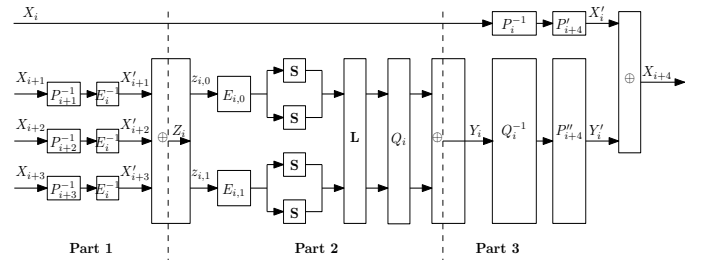 X_i P_i^{-1} P'_{i+4} X'_i
X_{i+1} P_{i+1}^{-1} E_i^{-1} X'_{i+1} z_{i,0} E_{i,0} S S ⊕ X_{i+4}
X_{i+2} P_{i+2}^{-1} E_i^{-1} X'_{i+2} ⊕ Z_i L Q_i ⊕ Y_i Q_i^{-1} P''_{i+4} Y'_i
X_{i+3} P_{i+3}^{-1} E_i^{-1} X'_{i+3} z_{i,1} E_{i,1} S S
Part 1 Part 2 Part 3